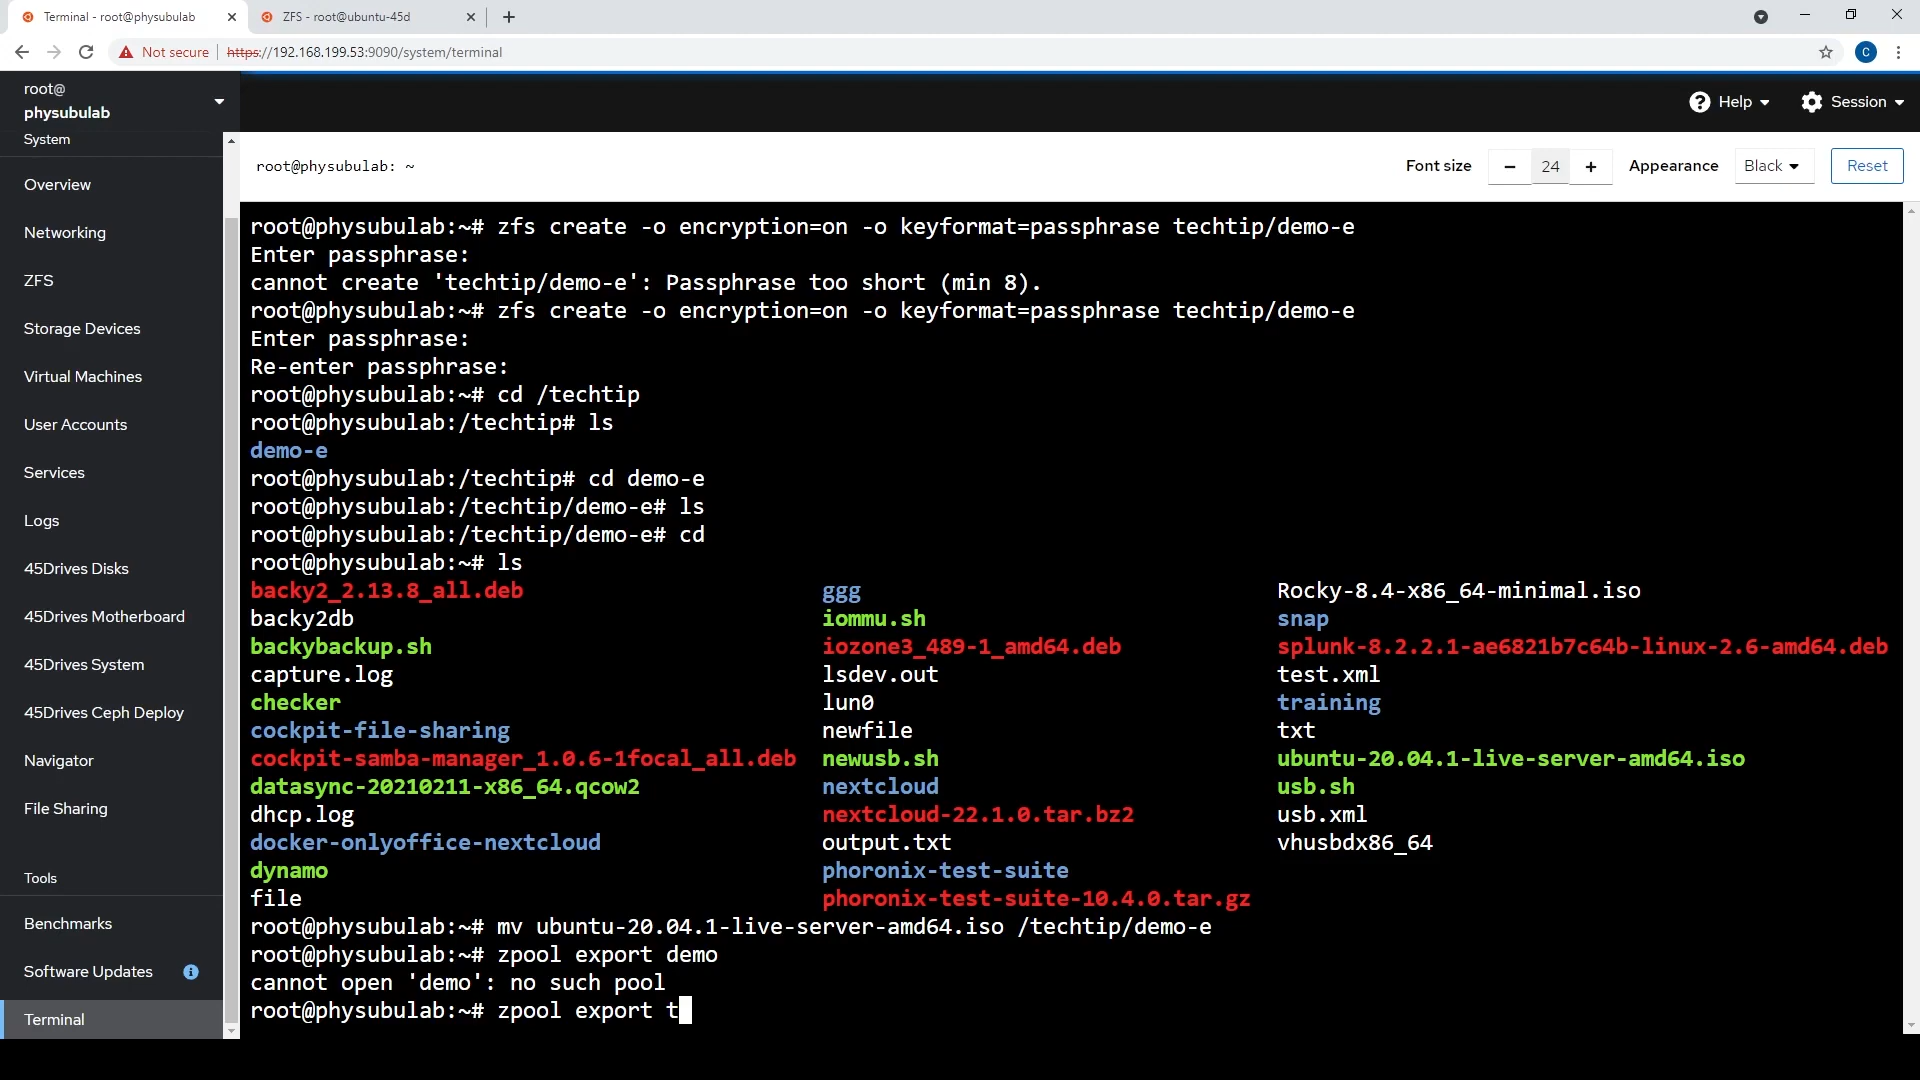 Terminal - root@physubulab
ZFS - root@ubuntu-45d
Not secure
https://192.168.199.53:9090/system/terminal
C
root@
physubulab
Help
Session
System
Overview
Networking
ZFS
Storage Devices
Virtual Machines
User Accounts
Services
Logs
45Drives Disks
45Drives Motherboard
45Drives System
45Drives Ceph Deploy
Navigator
File Sharing
Tools
Benchmarks
Software Updates
Terminal
root@physubulab: ~
Font size − 24 + Appearance Black Reset
root@physubulab:~# zfs create -o encryption=on -o keyformat=passphrase techtip/demo-e
Enter passphrase:
cannot create 'techtip/demo-e': Passphrase too short (min 8).
root@physubulab:~# zfs create -o encryption=on -o keyformat=passphrase techtip/demo-e
Enter passphrase:
Re-enter passphrase:
root@physubulab:~# cd /techtip
root@physubulab:/techtip# ls
demo-e
root@physubulab:/techtip# cd demo-e
root@physubulab:/techtip/demo-e# ls
root@physubulab:/techtip/demo-e# cd
root@physubulab:~# ls
backy2_2.13.8_all.deb ggg Rocky-8.4-x86_64-minimal.iso
backy2db iommu.sh snap
backybackup.sh iozone3_489-1_amd64.deb splunk-8.2.2.1-ae6821b7c64b-linux-2.6-amd64.deb
capture.log lsdev.out test.xml
checker lun0 training
cockpit-file-sharing newfile txt
cockpit-samba-manager_1.0.6-1focal_all.deb newusb.sh ubuntu-20.04.1-live-server-amd64.iso
datasync-20210211-x86_64.qcow2 nextcloud usb.sh
dhcp.log nextcloud-22.1.0.tar.bz2 usb.xml
docker-onlyoffice-nextcloud output.txt vhusbdx86_64
dynamo phoronix-test-suite
file phoronix-test-suite-10.4.0.tar.gz
root@physubulab:~# mv ubuntu-20.04.1-live-server-amd64.iso /techtip/demo-e
root@physubulab:~# zpool export demo
cannot open 'demo': no such pool
root@physubulab:~# zpool export t